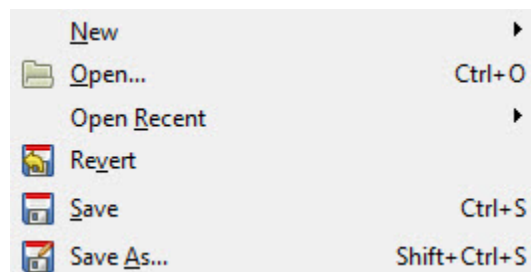 New
Open... Ctrl+O
Open Recent
Revert
Save Ctrl+S
Save As... Shift+Ctrl+S